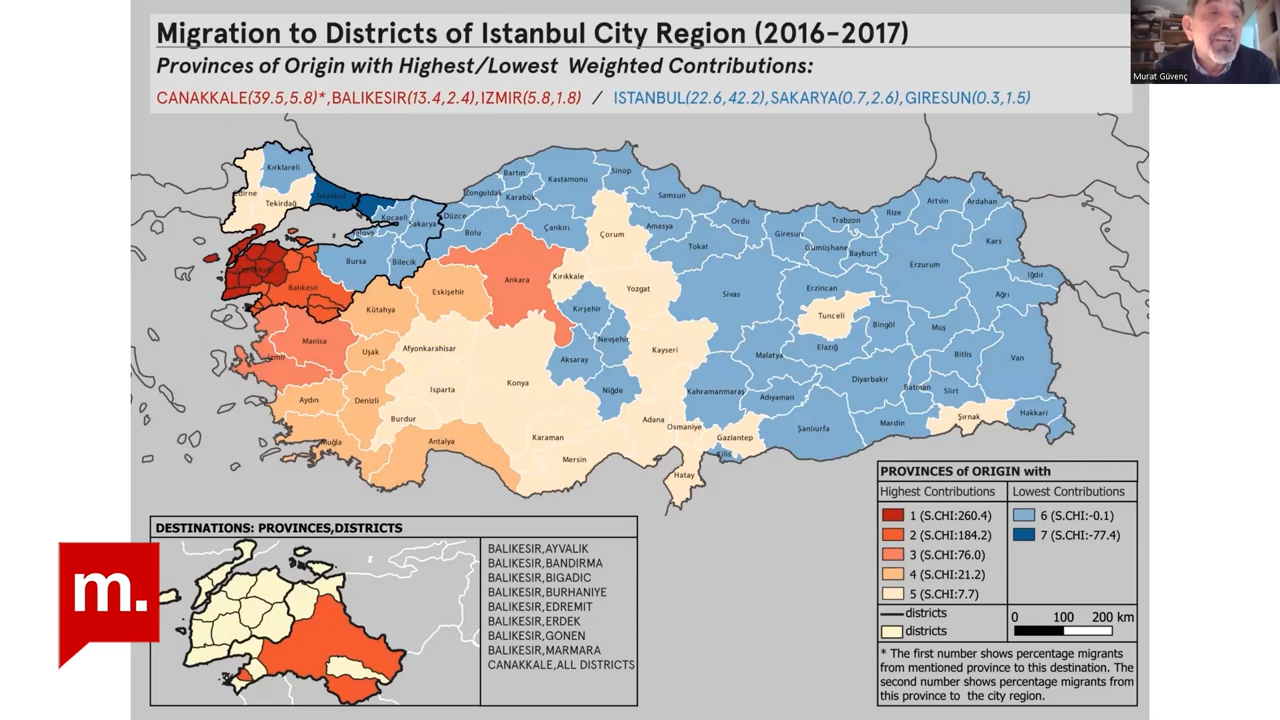 Migration to Districts of Istanbul City Region (2016-2017)
Provinces of Origin with Highest/Lowest Weighted Contributions:
CANAKKALE(39.5,5.8)*,BALIKESIR(13.4,2.4),IZMIR(5.8,1.8) / ISTANBUL(22.6,42.2),SAKARYA(0.7,2.6),GIRESUN(0.3,1.5)
Murat Güvenç
Kırklareli
Edirne
Tekirdağ
İstanbul
Kocaeli
Sakarya
Yalova
Bursa
Bilecik
Çanakkale
Balıkesir
Düzce
Bolu
Zonguldak
Bartın
Karabük
Kastamonu
Sinop
Çankırı
Samsun
Çorum
Amasya
Tokat
Ordu
Giresun
Trabzon
Gümüşhane
Bayburt
Rize
Artvin
Ardahan
Kars
Iğdır
Erzurum
Ağrı
Erzincan
Tunceli
Bingöl
Muş
Elazığ
Bitlis
Van
Sivas
Malatya
Diyarbakır
Batman
Siirt
Adıyaman
Mardin
Şırnak
Hakkari
Şanlıurfa
Kahramanmaraş
Gaziantep
Kilis
Hatay
Osmaniye
Adana
Kayseri
Yozgat
Kırıkkale
Ankara
Kırşehir
Nevşehir
Aksaray
Niğde
Eskişehir
Kütahya
Manisa
İzmir
Uşak
Afyonkarahisar
Aydın
Denizli
Isparta
Burdur
Konya
Muğla
Antalya
Karaman
Mersin
PROVINCES of ORIGIN with
Highest Contributions
Lowest Contributions
1 (S.CHI:260.4)
2 (S.CHI:184.2)
3 (S.CHI:76.0)
4 (S.CHI:21.2)
5 (S.CHI:7.7)
6 (S.CHI:-0.1)
7 (S.CHI:-77.4)
districts
districts
0 100 200 km
* The first number shows percentage migrants
from mentioned province to this destination. The
second number shows percentage migrants from
this province to the city region.
DESTINATIONS: PROVINCES,DISTRICTS
BALIKESIR,AYVALIK
BALIKESIR,BANDIRMA
BALIKESIR,BIGADIC
BALIKESIR,BURHANIYE
BALIKESIR,EDREMIT
BALIKESIR,ERDEK
BALIKESIR,GONEN
BALIKESIR,MARMARA
CANAKKALE,ALL DISTRICTS
m.